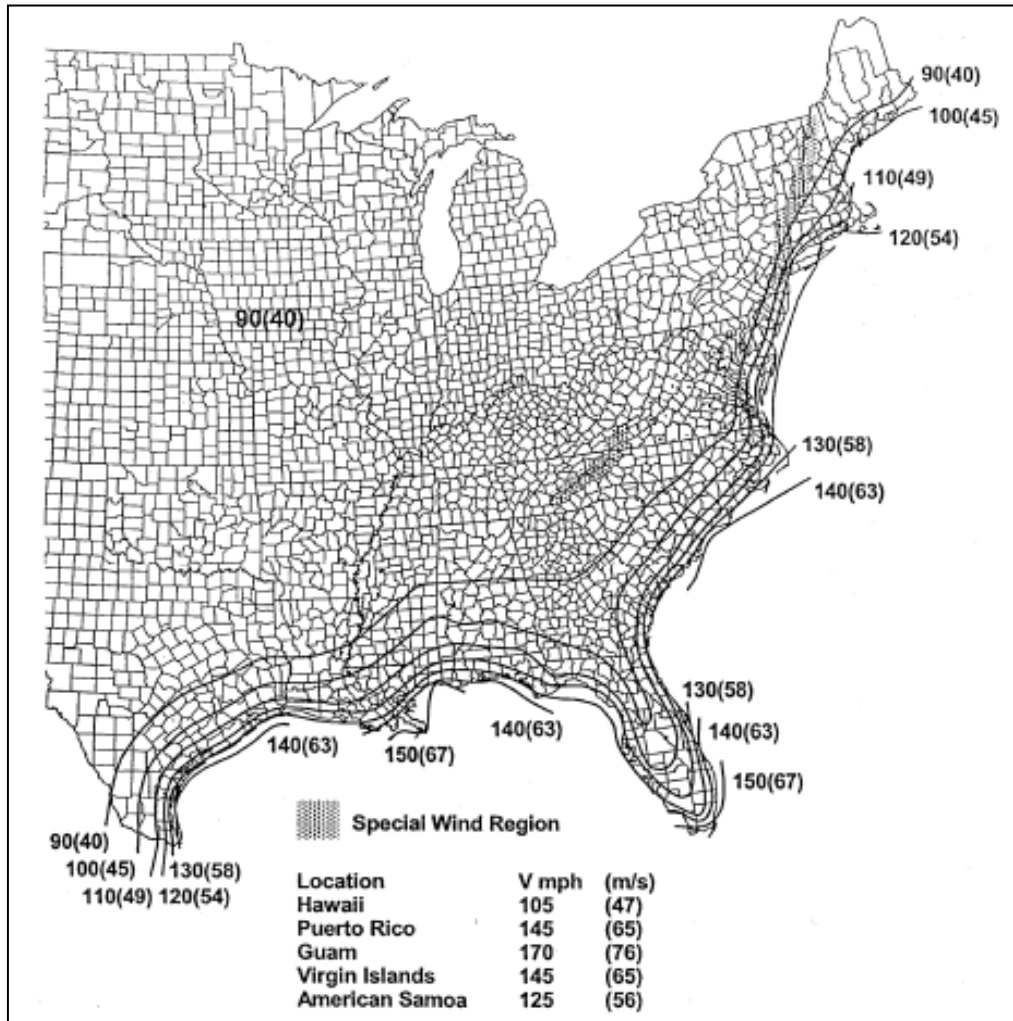 90(40)
100(45)
110(49)
120(54)
90(40)
130(58)
140(63)
130(58)
140(63)
140(63)
140(63)
150(67)
150(67)
90(40)
100(45)
130(58)
110(49)
120(54)
Special Wind Region
Location V mph (m/s)
Hawaii 105 (47)
Puerto Rico 145 (65)
Guam 170 (76)
Virgin Islands 145 (65)
American Samoa 125 (56)